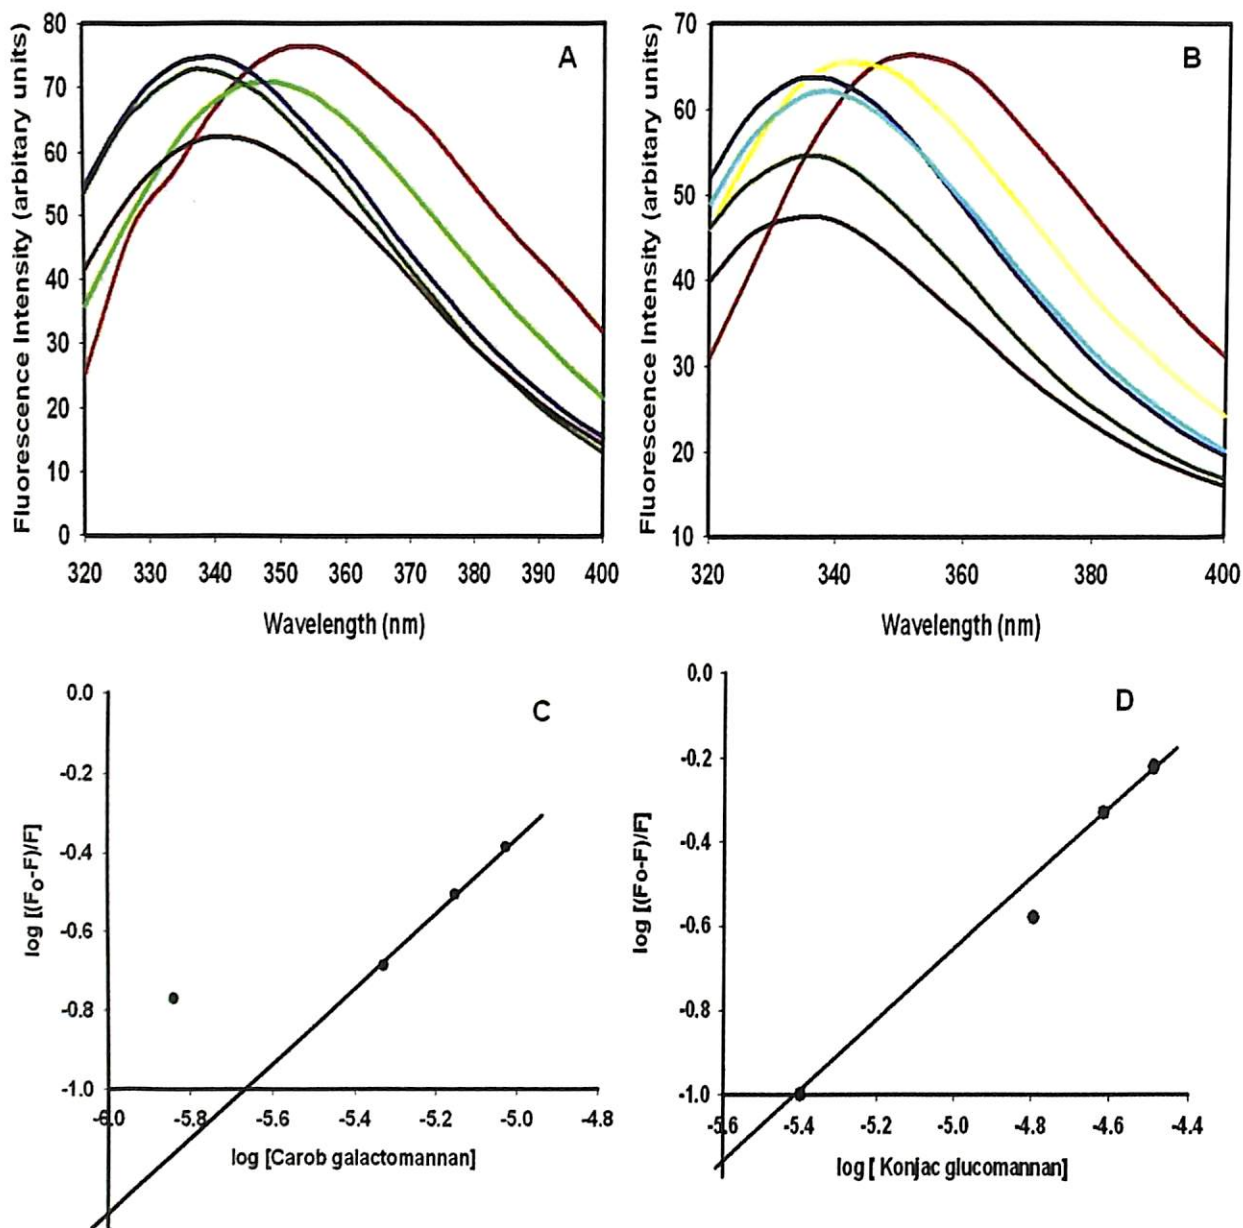 A
Fluorescence Intensity (arbitary units)
80
70
60
50
40
30
20
10
0
320 330 340 350 360 370 380 390 400
Wavelength (nm)
B
Fluorescence Intensity (arbitary units)
70
60
50
40
30
20
10
320 340 360 380 400
Wavelength (nm)
C
log [(Fo-F)/F]
0.0
-0.2
-0.4
-0.6
-0.8
-1.0
-6.0 -5.8 -5.6 -5.4 -5.2 -5.0 -4.8
log [Carob galactomannan]
D
log [(Fo-F)/F]
0.0
-0.2
-0.4
-0.6
-0.8
-1.0
-5.6 -5.4 -5.2 -5.0 -4.8 -4.6 -4.4
log [ Konjac glucomannan]